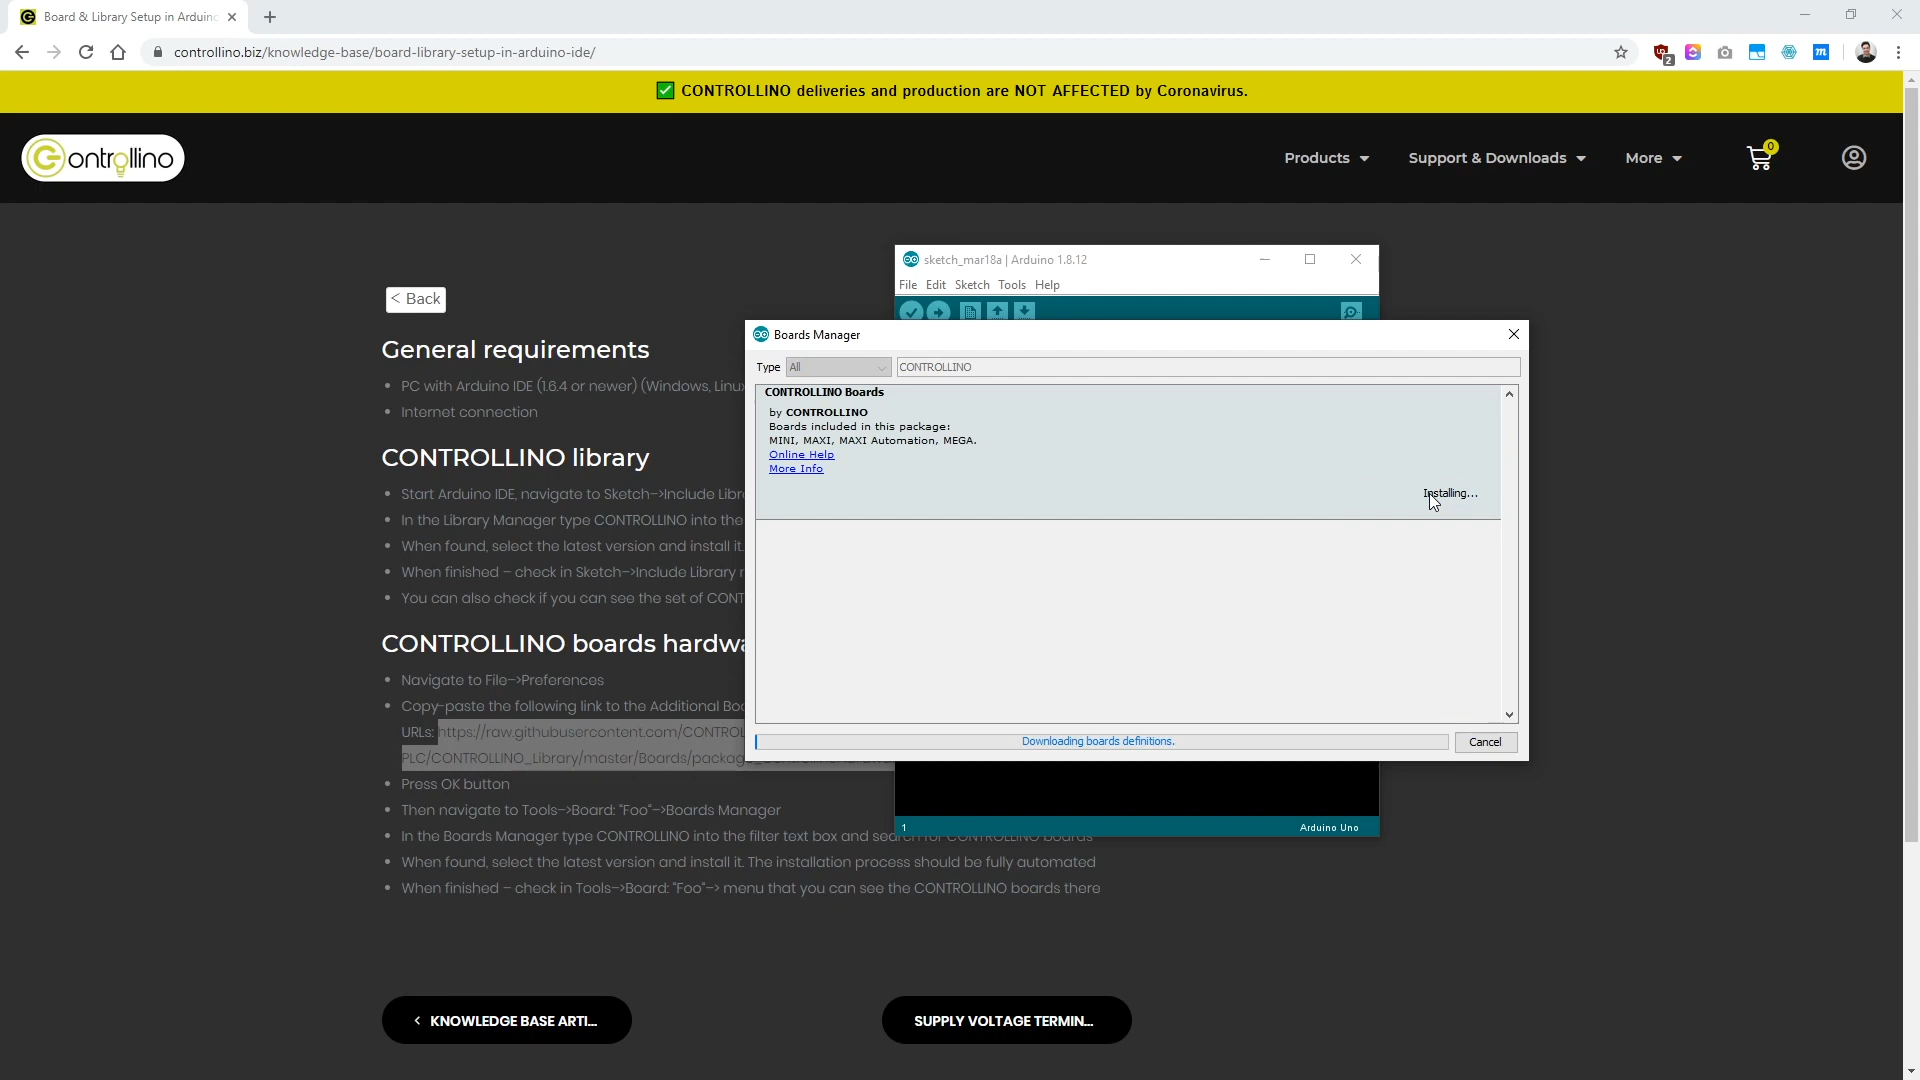 Board & Library Setup in Arduino
controllino.biz/knowledge-base/board-library-setup-in-arduino-ide/
2
m
CONTROLLINO deliveries and production are NOT AFFECTED by Coronavirus.
ontrollino
Products
Support & Downloads
More
0
< Back
General requirements
• PC with Arduino IDE (1.6.4 or newer) (Windows, Linux
• Internet connection
CONTROLLINO library
• Start Arduino IDE, navigate to Sketch->Include Libr
• In the Library Manager type CONTROLLINO into the
• When found, select the latest version and install it.
• When finished – check in Sketch->Include Library
• You can also check if you can see the set of CONT
CONTROLLINO boards hardwa
• Navigate to File->Preferences
• Copy-paste the following link to the Additional Boa
URLs: https://raw.githubusercontent.com/CONTROL
PLC/CONTROLLINO_Library/master/Boards/package_
• Press OK button
• Then navigate to Tools->Board: "Foo"->Boards Manager
• In the Boards Manager type CONTROLLINO into the filter text box and search for CONTROLLINO boards
• When found, select the latest version and install it. The installation process should be fully automated
• When finished – check in Tools->Board: "Foo"-> menu that you can see the CONTROLLINO boards there
< KNOWLEDGE BASE ARTI...
SUPPLY VOLTAGE TERMIN...
sketch_mar18a | Arduino 1.8.12
File Edit Sketch Tools Help
Boards Manager
Type All CONTROLLINO
CONTROLLINO Boards
by CONTROLLINO
Boards included in this package:
MINI, MAXI, MAXI Automation, MEGA.
Online Help
More Info
Installing...
Downloading boards definitions.
Cancel
1
Arduino Uno